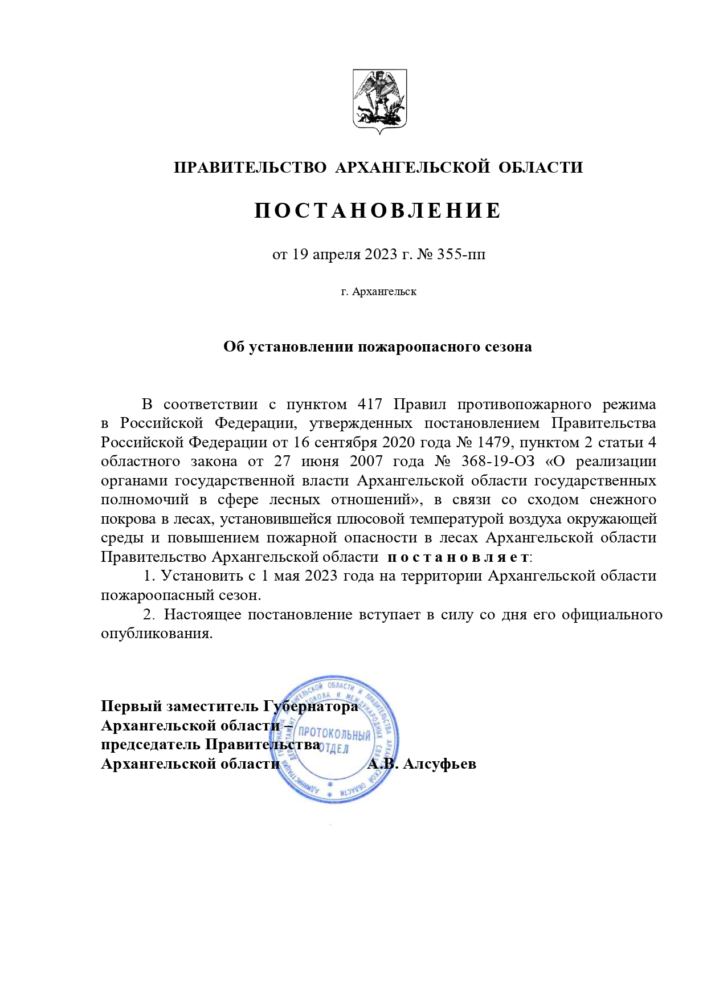 ПРАВИТЕЛЬСТВО АРХАНГЕЛЬСКОЙ ОБЛАСТИ
ПОСТАНОВЛЕНИЕ
от 19 апреля 2023 г. № 355-пп
г. Архангельск
Об установлении пожароопасного сезона
В соответствии с пунктом 417 Правил противопожарного режима
в Российской Федерации, утвержденных постановлением Правительства
Российской Федерации от 16 сентября 2020 года № 1479, пунктом 2 статьи 4
областного закона от 27 июня 2007 года № 368-19-ОЗ «О реализации
органами государственной власти Архангельской области государственных
полномочий в сфере лесных отношений», в связи со сходом снежного
покрова в лесах, установившейся плюсовой температурой воздуха окружающей
среды и повышением пожарной опасности в лесах Архангельской области
Правительство Архангельской области п о с т а н о в л я е т:
1. Установить с 1 мая 2023 года на территории Архангельской области
пожароопасный сезон.
2. Настоящее постановление вступает в силу со дня его официального
опубликования.
Первый заместитель Губернатора
Архангельской области –
председатель Правительства
Архангельской области А.В. Алсуфьев
АДМИНИСТРАЦИЯ ГУБЕРНАТОРА АРХАНГЕЛЬСКОЙ ОБЛАСТИ И ПРАВИТЕЛЬСТВА АРХАНГЕЛЬСКОЙ ОБЛАСТИ *
ДЕПАРТАМЕНТ ПРОТОКОЛА И МЕЖДУНАРОДНЫХ СВЯЗЕЙ *
ПРОТОКОЛЬНЫЙ
ОТДЕЛ